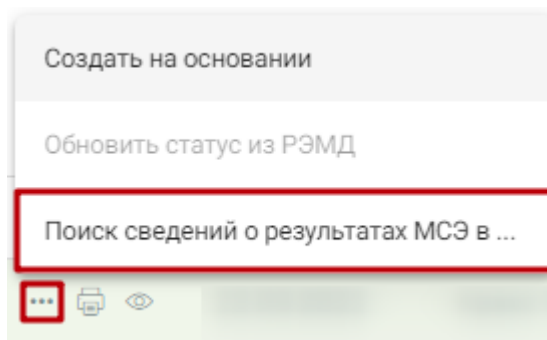 Создать на основании
Обновить статус из РЭМД
Поиск сведений о результатах МСЭ в ...